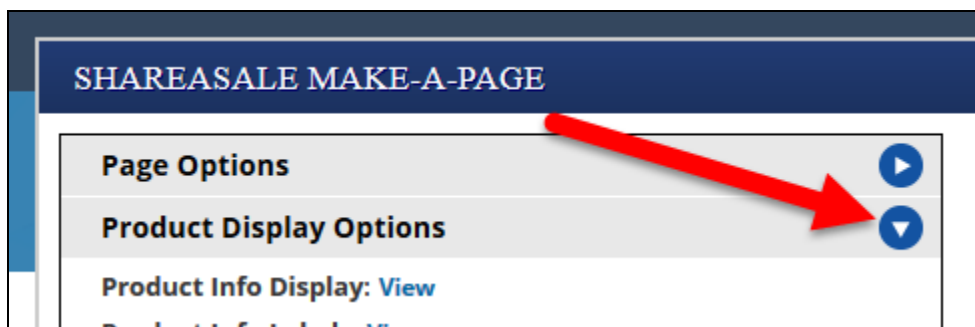 SHAREASALE MAKE-A-PAGE
Page Options
Product Display Options
Product Info Display: View